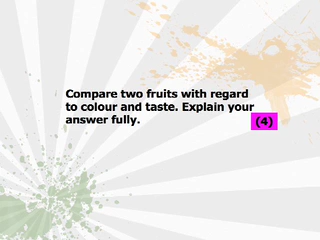 Compare two fruits with regard
to colour and taste. Explain your
answer fully.
(4)